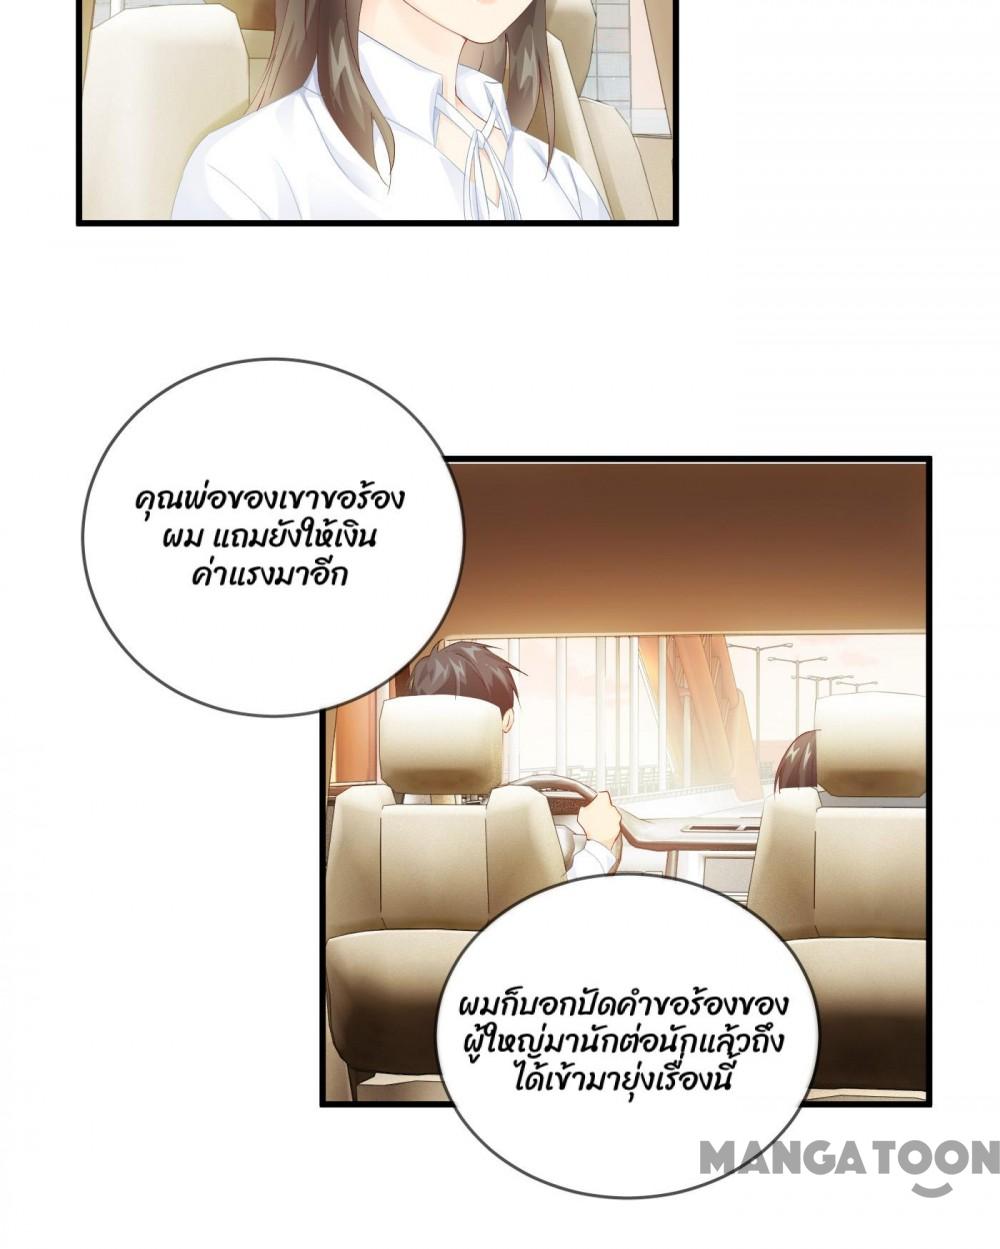 คุณพ่อของเขาขอร้อง
ผม แถมยังให้เงิน
ค่าแรงมาอีก
ผมก็บอกปัดคำขอร้องของ
ผู้ใหญ่มานักต่อนักแล้วถึง
ได้เข้ามายุ่งเรื่องนี้
MANGATOON